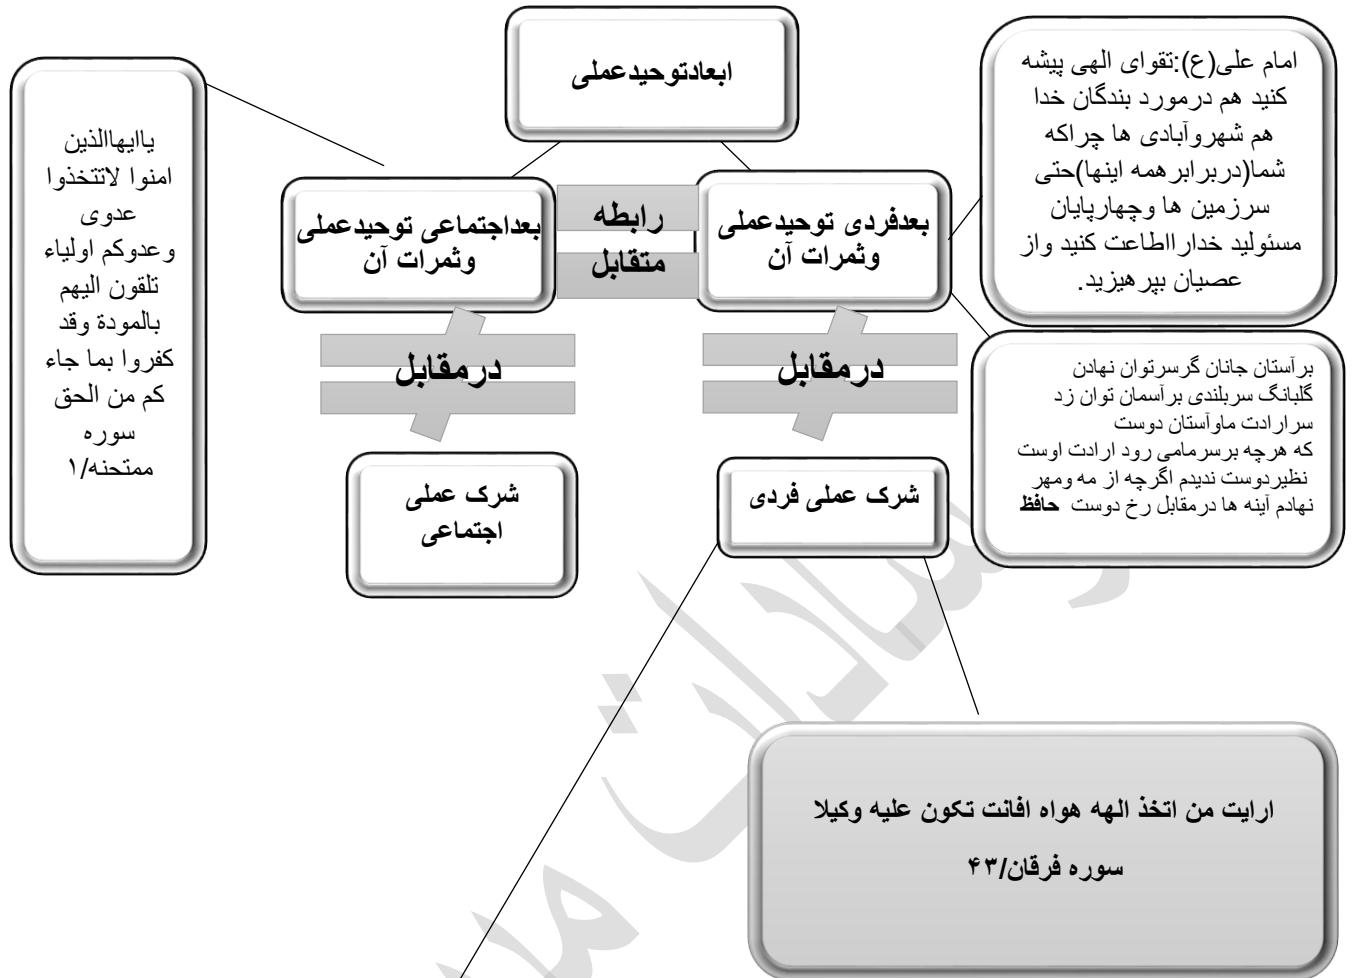 ابعادتوحیدعملی
امام علی(ع):تقوای الهی پیشه
کنید هم درمورد بندگان خدا
هم شهروآبادی ها چراکه
شما(دربرابرهمه اینها)حتی
سرزمین ها وچهارپایان
مسئولید خدارااطاعت کنید واز
عصیان بپرهیزید.
یاایهاالذین
امنوا لاتتخذوا
عدوی
وعدوکم اولیاء
تلقون الیهم
بالمودة وقد
کفروا بما جاء
کم من الحق
سوره
ممتحنه/۱
بعدفردی توحیدعملی
وثمرات آن
رابطه
متقابل
بعداجتماعی توحیدعملی
وثمرات آن
برآستان جانان گرسرتوان نهادن
گلبانگ سربلندی برآسمان توان زد
سرارادت ماوآستان دوست
که هرچه برسرمامی رود ارادت اوست
نظیردوست ندیدم اگرچه از مه ومهر
نهادم آینه ها درمقابل رخ دوست حافظ
درمقابل
درمقابل
شرک عملی فردی
شرک عملی
اجتماعی
ارایت من اتخذ الهه هواه افانت تکون علیه وکیلا
سوره فرقان/۴۳